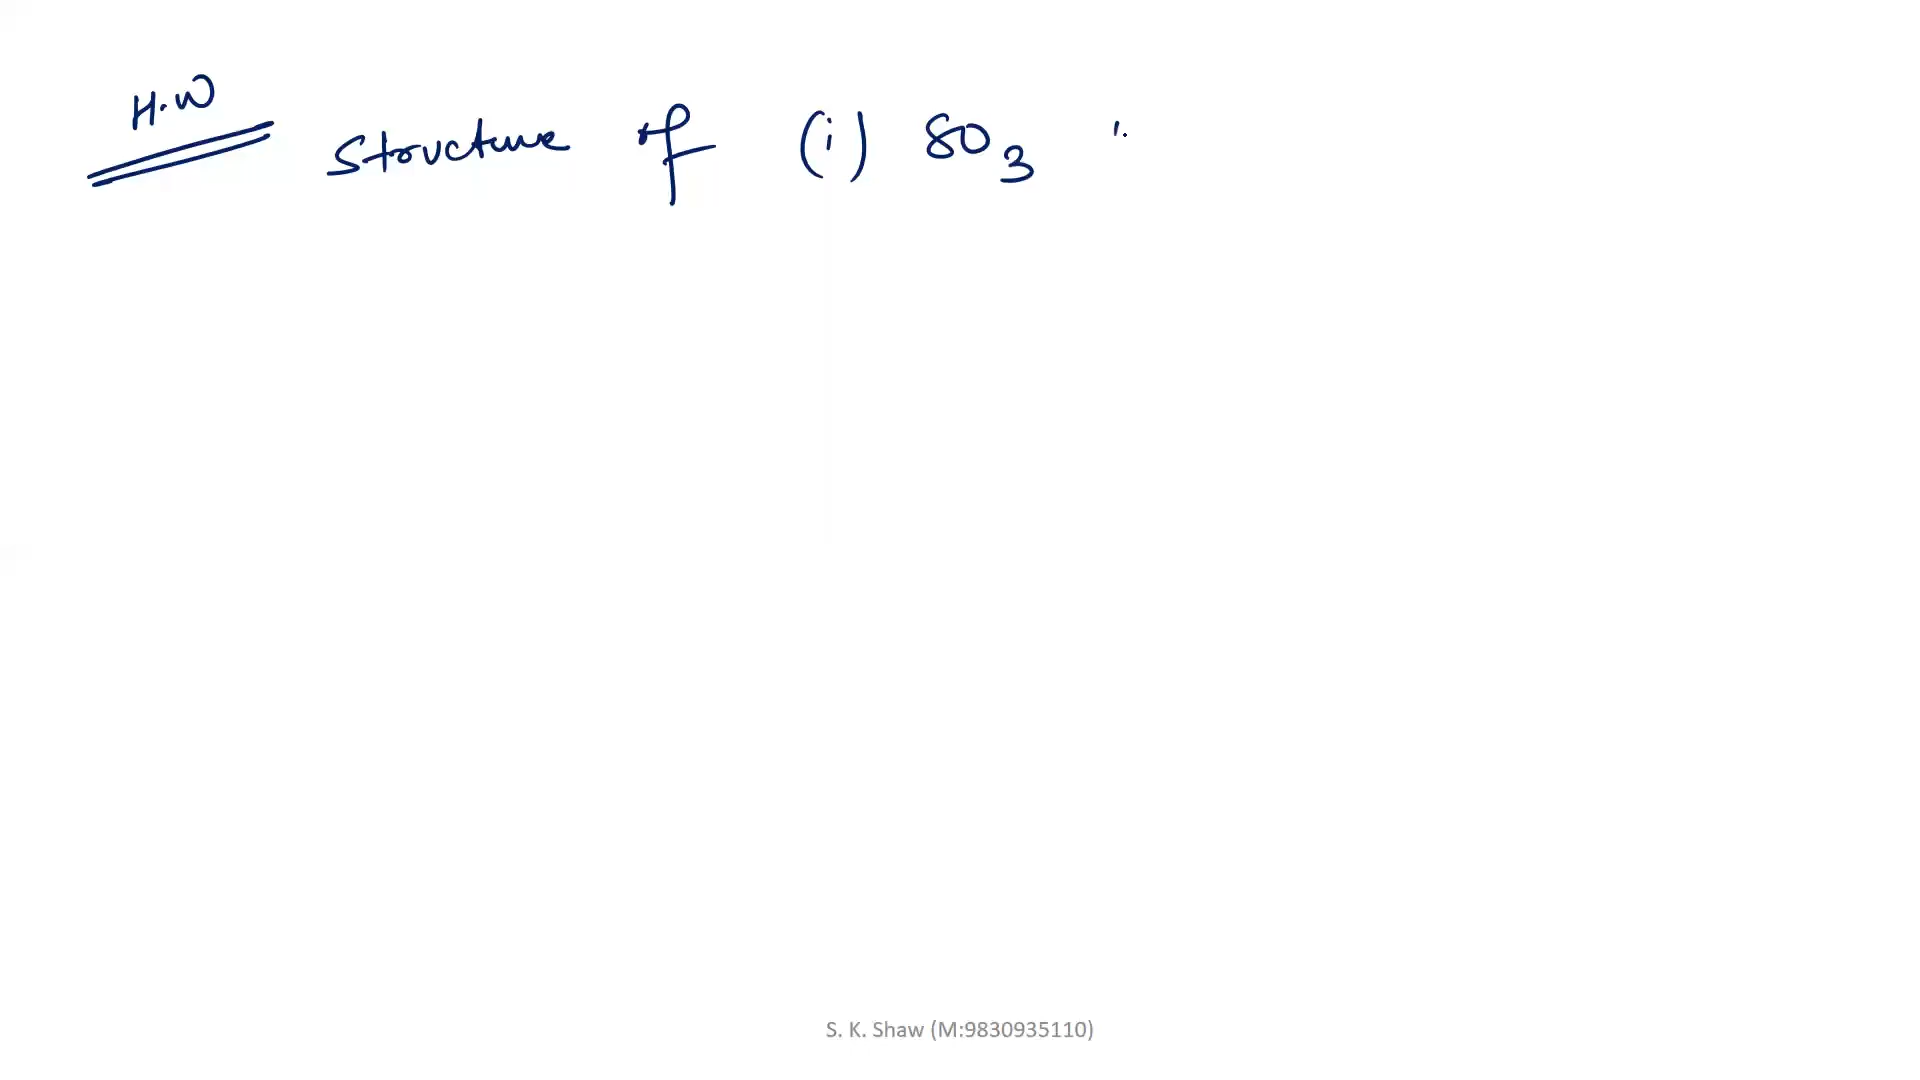 H.W
Structure of (i) SO3
S. K. Shaw (M:9830935110)